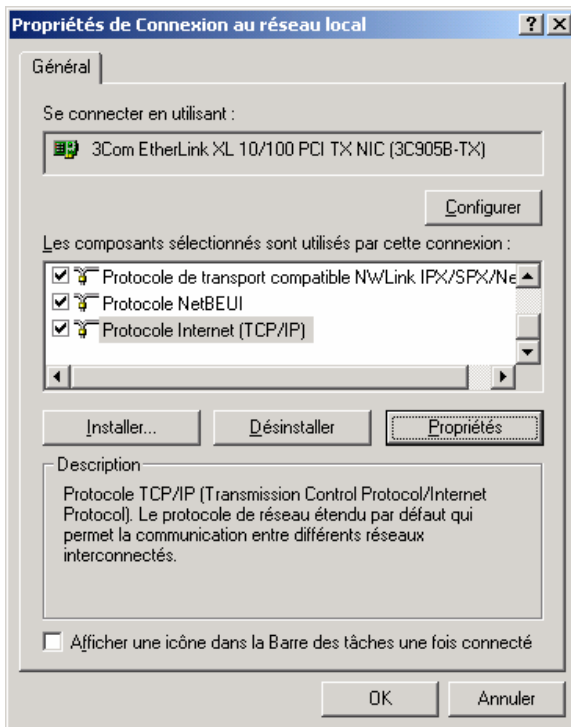 Propriétés de Connexion au réseau local
Général
Se connecter en utilisant :
3Com EtherLink XL 10/100 PCI TX NIC (3C905B-TX)
Configurer
Les composants sélectionnés sont utilisés par cette connexion :
Protocole de transport compatible NWLink IPX/SPX/Ne
Protocole NetBEUI
Protocole Internet (TCP/IP)
Installer...
Désinstaller
Propriétés
Description
Protocole TCP/IP (Transmission Control Protocol/Internet
Protocol). Le protocole de réseau étendu par défaut qui
permet la communication entre différents réseaux
interconnectés.
Afficher une icône dans la Barre des tâches une fois connecté
OK
Annuler